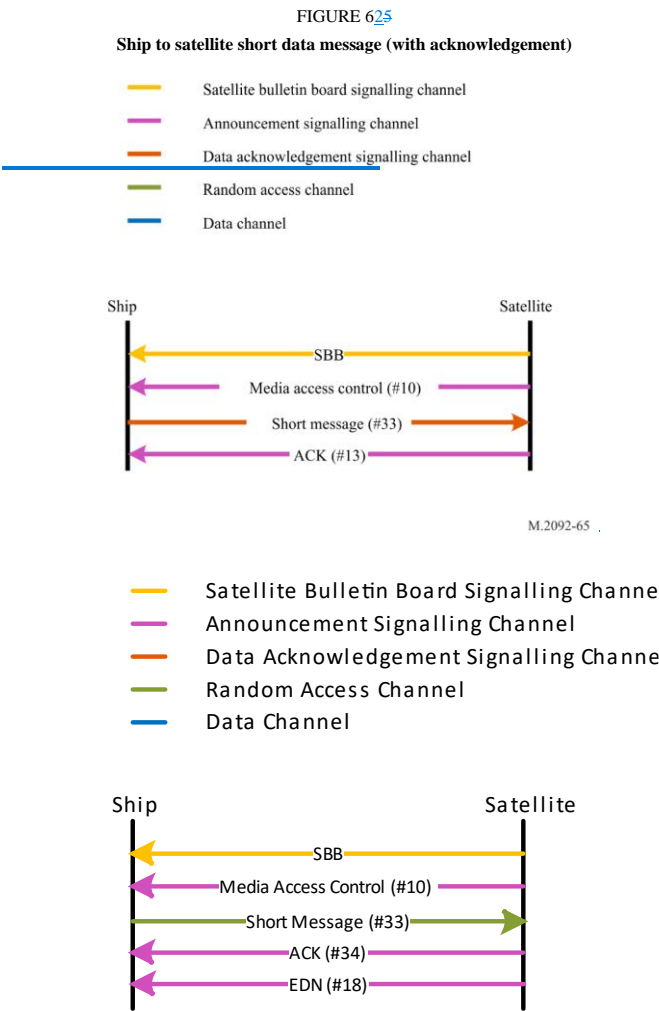 FIGURE 625
Ship to satellite short data message (with acknowledgement)
Satellite bulletin board signalling channel
Announcement signalling channel
Data acknowledgement signalling channel
Random access channel
Data channel
Ship Satellite
SBB
Media access control (#10)
Short message (#33)
ACK (#13)
M.2092-65 .
Satellite Bulletin Board Signalling Channe
Announcement Signalling Channel
Data Acknowledgement Signalling Channe
Random Access Channel
Data Channel
Ship Satellite
SBB
Media Access Control (#10)
Short Message (#33)
ACK (#34)
EDN (#18)